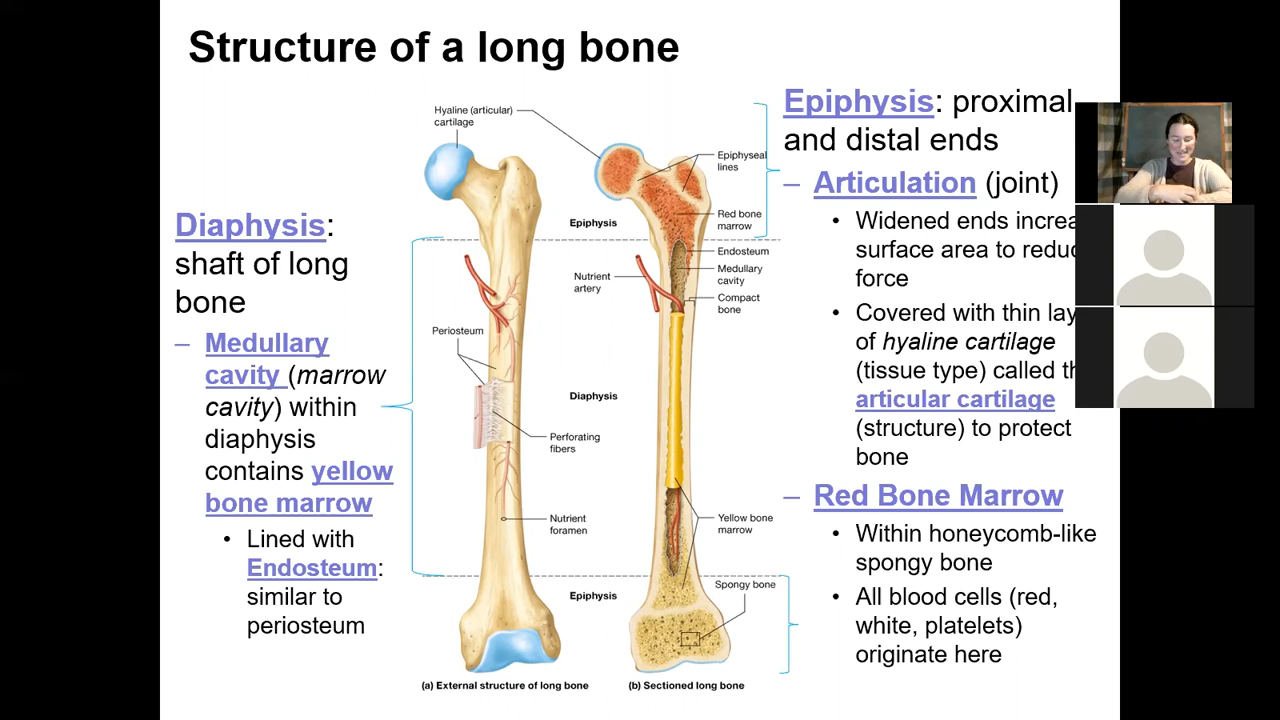 Structure of a long bone
Diaphysis:
shaft of long
bone
– Medullary
cavity (marrow
cavity) within
diaphysis
contains yellow
bone marrow
• Lined with
Endosteum:
similar to
periosteum
Hyaline (articular)
cartilage
Epiphyseal
lines
Epiphysis
Red bone
marrow
Endosteum
Nutrient
artery
Medullary
cavity
Compact
bone
Periosteum
Diaphysis
Perforating
fibers
Nutrient
foramen
Yellow bone
marrow
Epiphysis
Spongy bone
(a) External structure of long bone
(b) Sectioned long bone
Epiphysis: proximal
and distal ends
– Articulation (joint)
• Widened ends
surface area to
force
• Covered with thin
of hyaline cartilage
(tissue type) called
articular cartilage
(structure) to protect
bone
– Red Bone Marrow
• Within honeycomb-like
spongy bone
• All blood cells (red,
white, platelets)
originate here